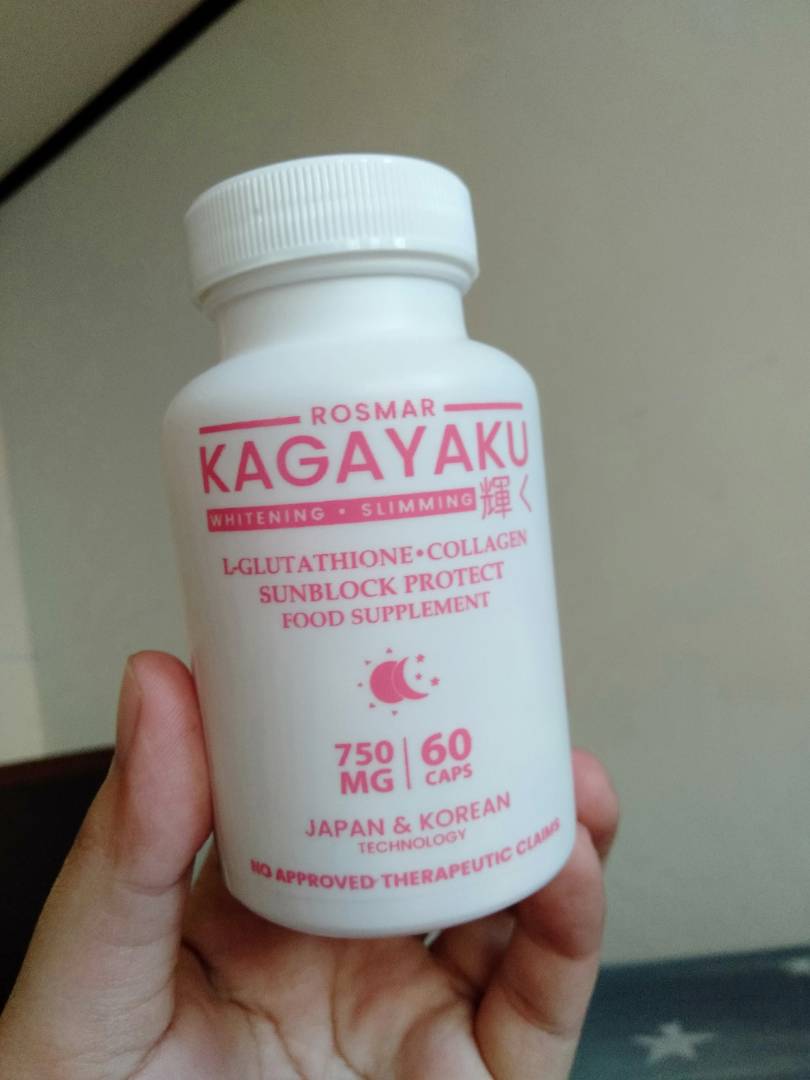 ROSMAR
KAGAYAKU
WHITENING • SLIMMING 輝く
L-GLUTATHIONE • COLLAGEN
SUNBLOCK PROTECT
FOOD SUPPLEMENT
750 MG | 60 CAPS
JAPAN & KOREAN
TECHNOLOGY
NO APPROVED THERAPEUTIC CLAIMS